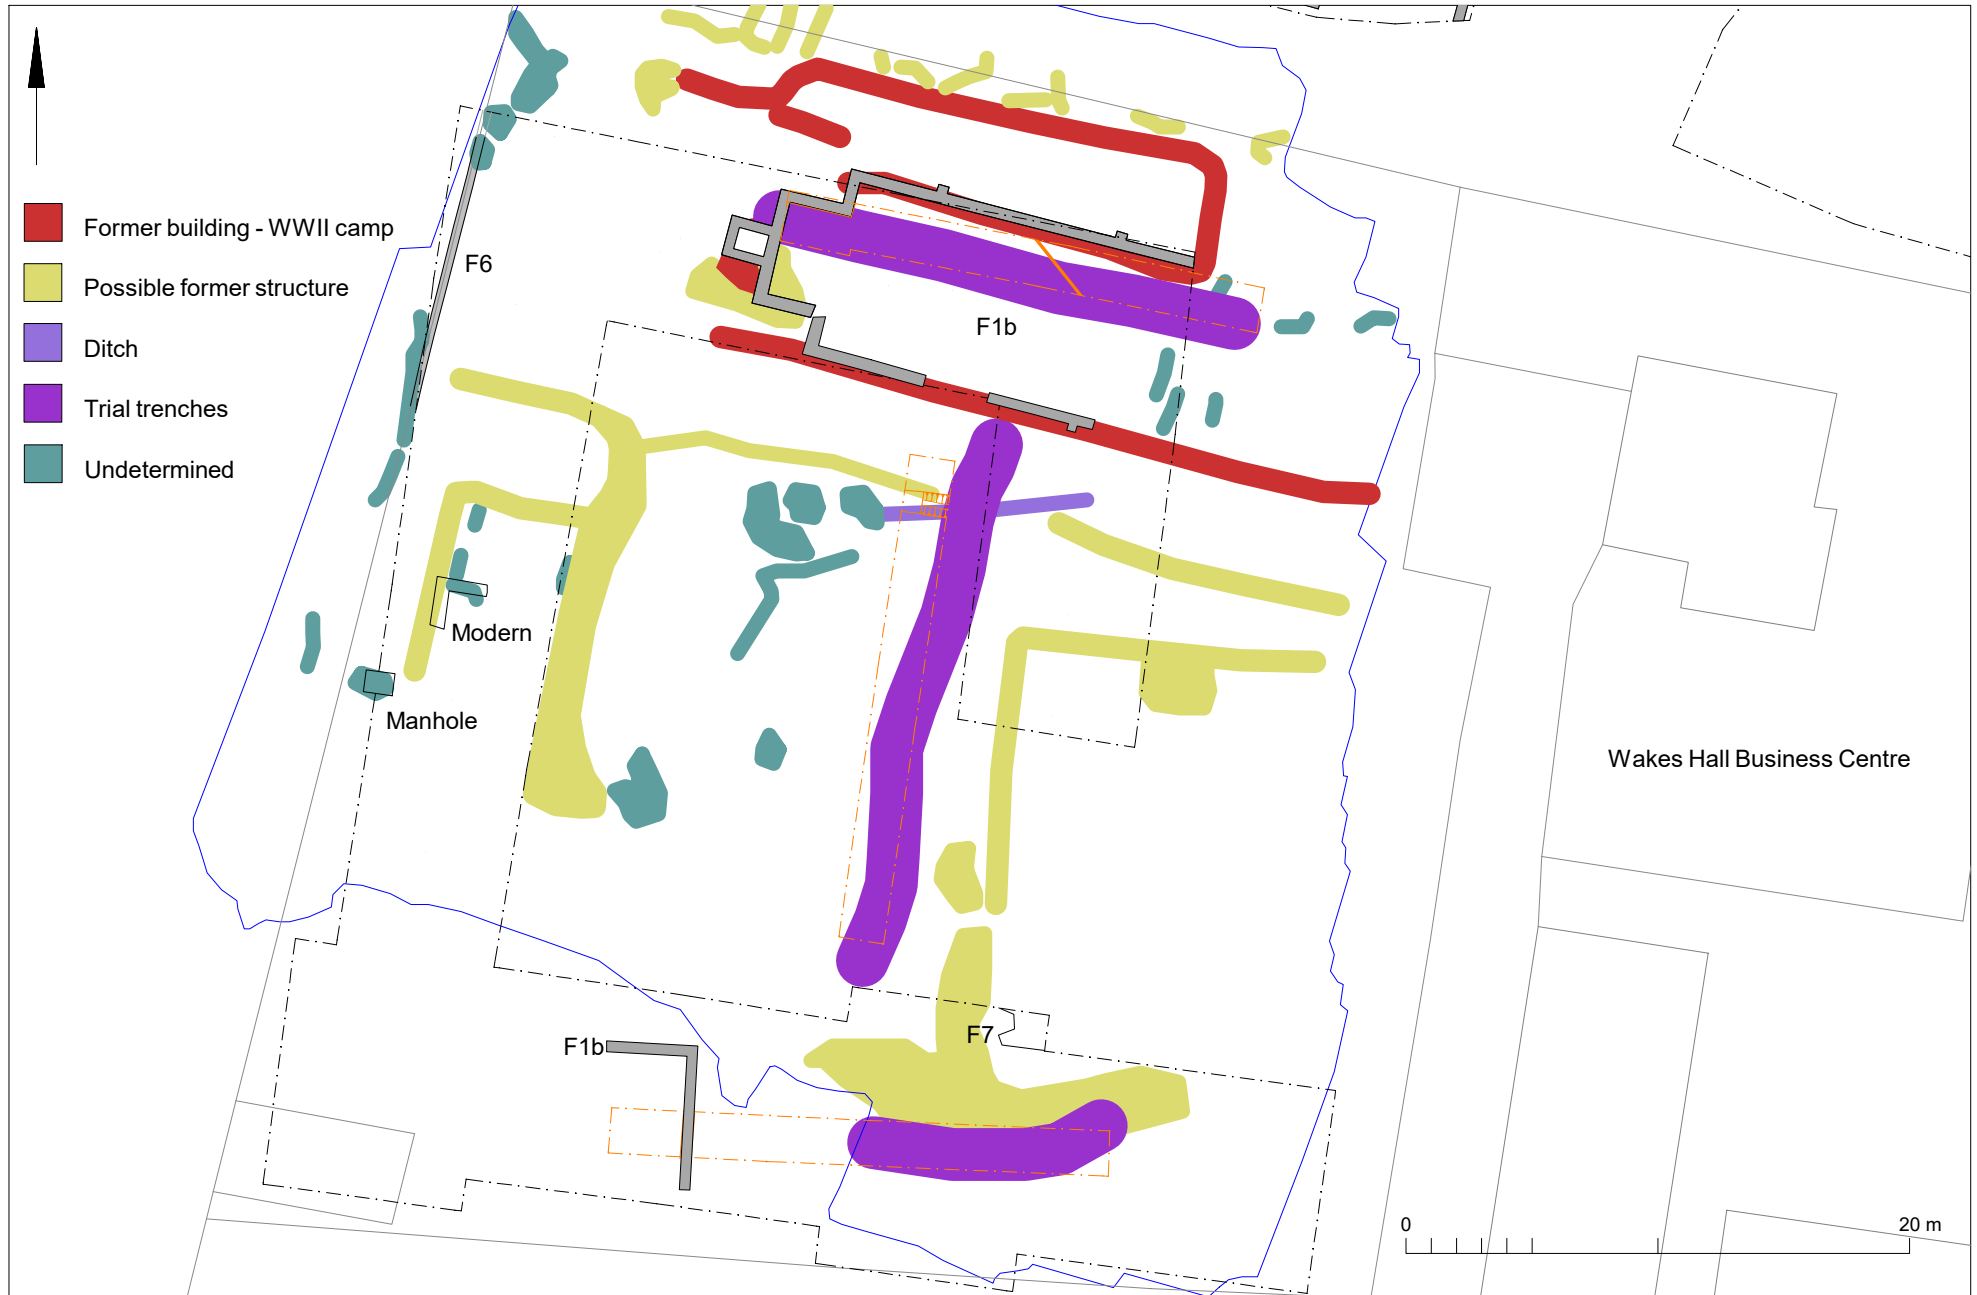 Former building - WWII camp
Possible former structure
Ditch
Trial trenches
Undetermined
F6
F1b
Modern
Manhole
Wakes Hall Business Centre
F7
F1b
0
20 m